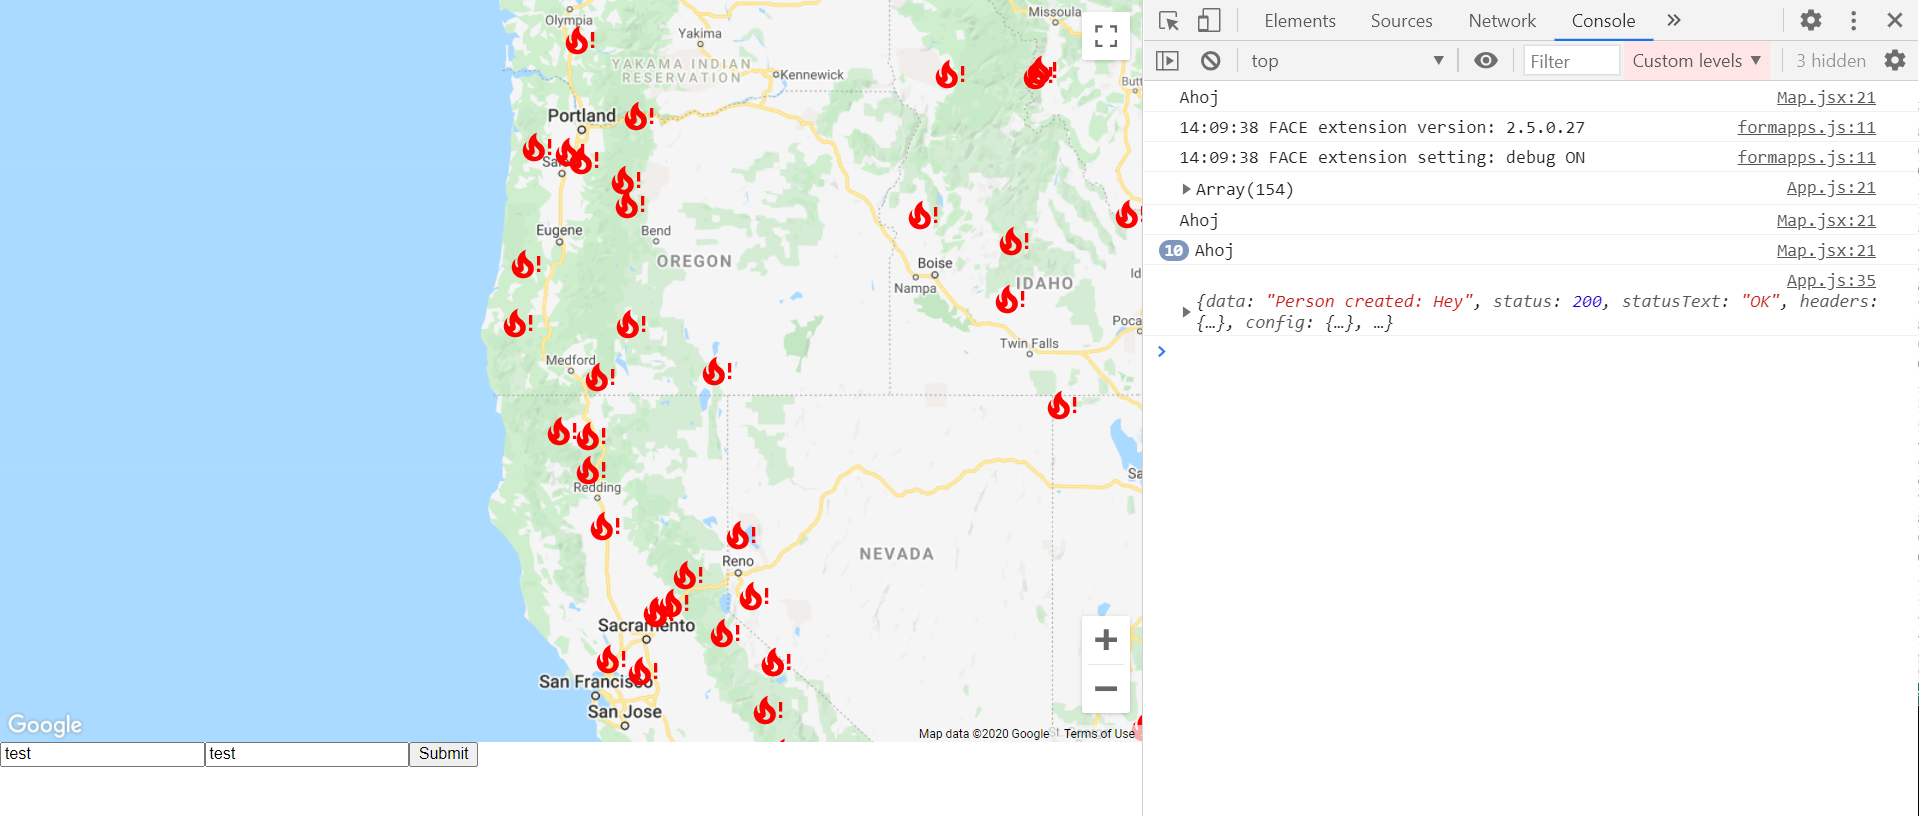 Olympia
Yakima
Missoula
YAKAMA INDIAN
RESERVATION
Kennewick
Butt
Portland
Sal
Eugene
Bend
OREGON
Boise
Nampa
IDAHO
Id
Poca
Twin Falls
Medford
Redding
Reno
NEVADA
Sa
Sacramento
San Francisco
San Jose
Google
Map data ©2020 Google
Terms of Use
test
test
Submit
Elements
Sources
Network
Console
top
Filter
Custom levels
3 hidden
Ahoj Map.jsx:21
14:09:38 FACE extension version: 2.5.0.27 formapps.js:11
14:09:38 FACE extension setting: debug ON formapps.js:11
Array(154) App.js:21
Ahoj Map.jsx:21
10 Ahoj Map.jsx:21
App.js:35
{data: "Person created: Hey", status: 200, statusText: "OK", headers:
{…}, config: {…}, …}